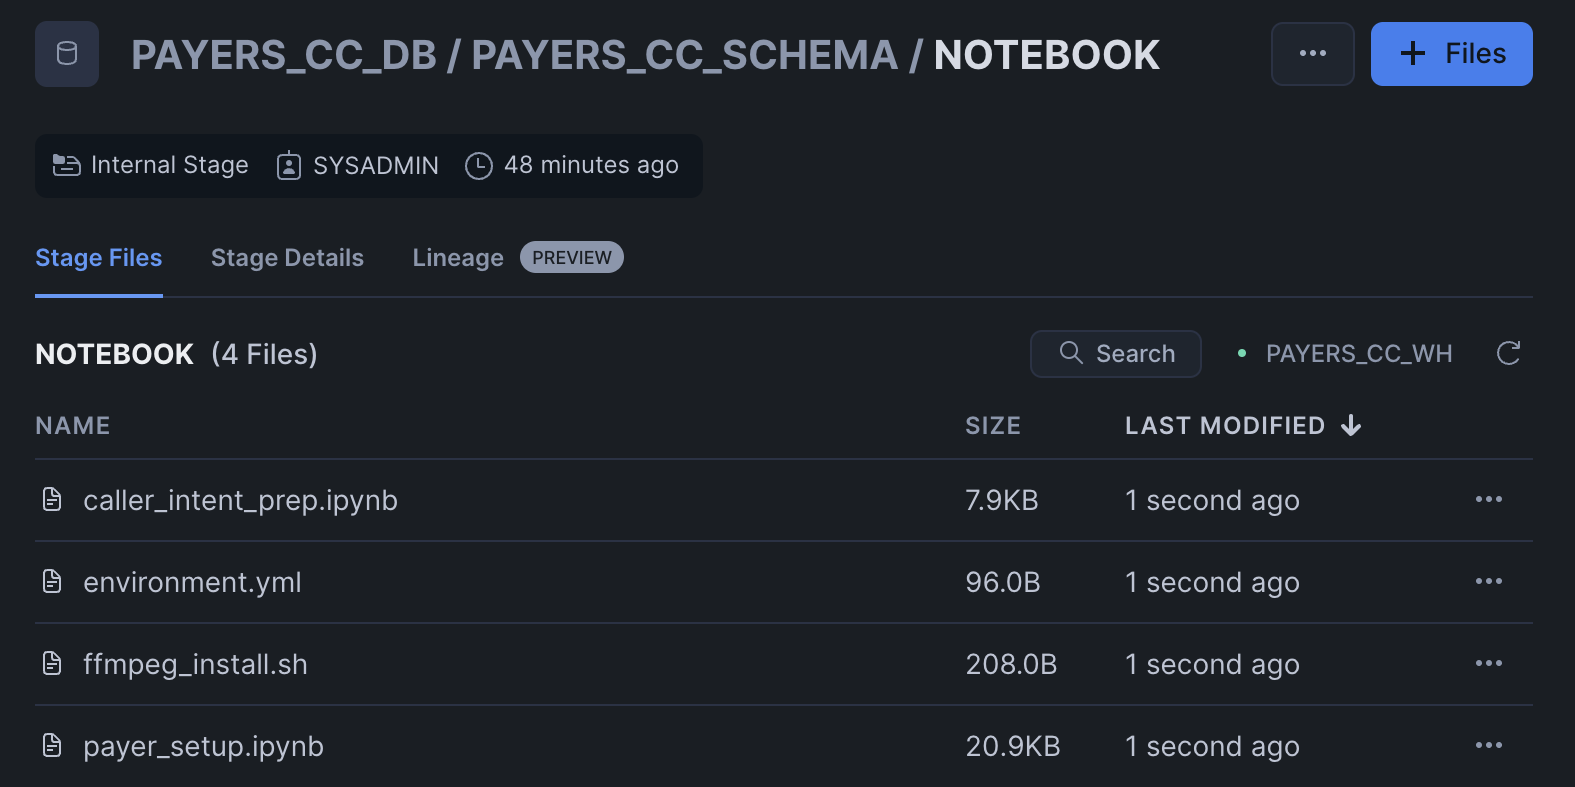 PAYERS_CC_DB / PAYERS_CC_SCHEMA / NOTEBOOK
+ Files
Internal Stage SYSADMIN 48 minutes ago
Stage Files Stage Details Lineage PREVIEW
NOTEBOOK (4 Files) Search PAYERS_CC_WH
NAME SIZE LAST MODIFIED
caller_intent_prep.ipynb 7.9KB 1 second ago
environment.yml 96.0B 1 second ago
ffmpeg_install.sh 208.0B 1 second ago
payer_setup.ipynb 20.9KB 1 second ago